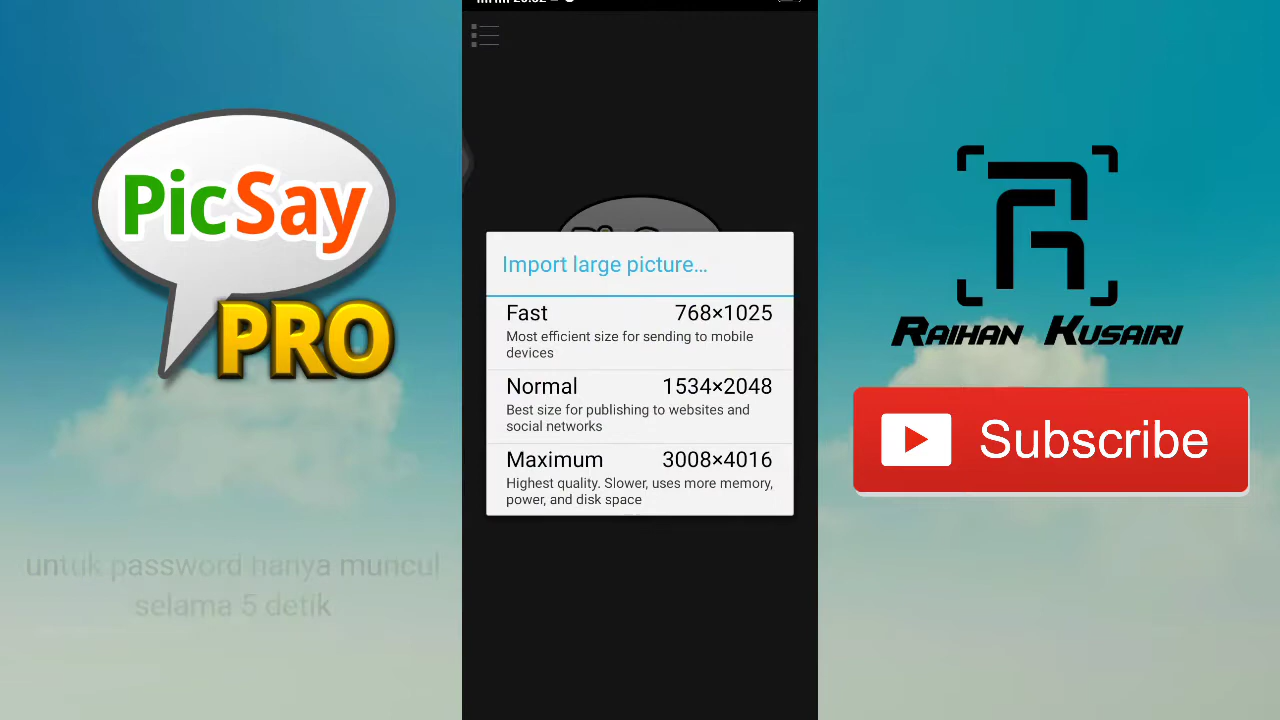 PicSay
PRO
untuk password hanya muncul
selama 5 detik
Import large picture...
Fast 768×1025
Most efficient size for sending to mobile
devices
Normal 1534×2048
Best size for publishing to websites and
social networks
Maximum 3008×4016
Highest quality. Slower, uses more memory,
power, and disk space
RAIHAN KUSAIRI
Subscribe